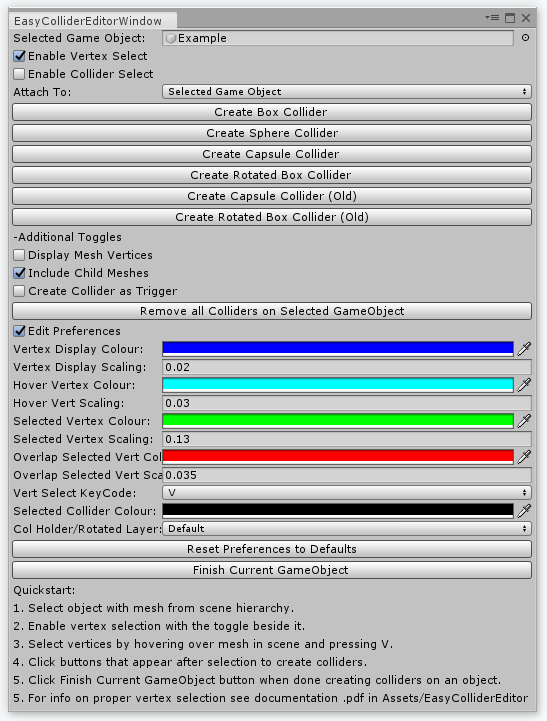 EasyColliderEditorWindow
Selected Game Object: Example
Enable Vertex Select
Enable Collider Select
Attach To: Selected Game Object
Create Box Collider
Create Sphere Collider
Create Capsule Collider
Create Rotated Box Collider
Create Capsule Collider (Old)
Create Rotated Box Collider (Old)
-Additional Toggles
Display Mesh Vertices
Include Child Meshes
Create Collider as Trigger
Remove all Colliders on Selected GameObject
Edit Preferences
Vertex Display Colour:
Vertex Display Scaling: 0.02
Hover Vertex Colour:
Hover Vert Scaling: 0.03
Selected Vertex Colour:
Selected Vertex Scaling: 0.13
Overlap Selected Vert Col
Overlap Selected Vert Sca 0.035
Vert Select KeyCode: V
Selected Collider Colour:
Col Holder/Rotated Layer: Default
Reset Preferences to Defaults
Finish Current GameObject
Quickstart:
1. Select object with mesh from scene hierarchy.
2. Enable vertex selection with the toggle beside it.
3. Select vertices by hovering over mesh in scene and pressing V.
4. Click buttons that appear after selection to create colliders.
5. Click Finish Current GameObject button when done creating colliders on an object.
5. For info on proper vertex selection see documentation .pdf in Assets/EasyColliderEditor